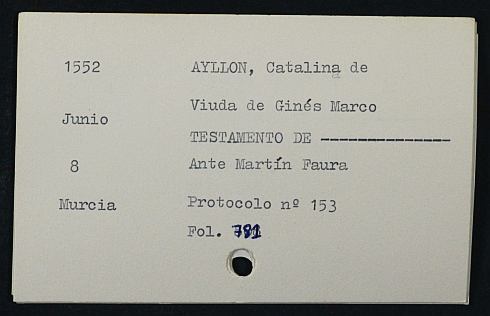 1552 AYLLON, Catalina de
Viuda de Ginés Marco
Junio
TESTAMENTO DE --------------
8 Ante Martín Faura
Murcia Protocolo nº 153
Fol.